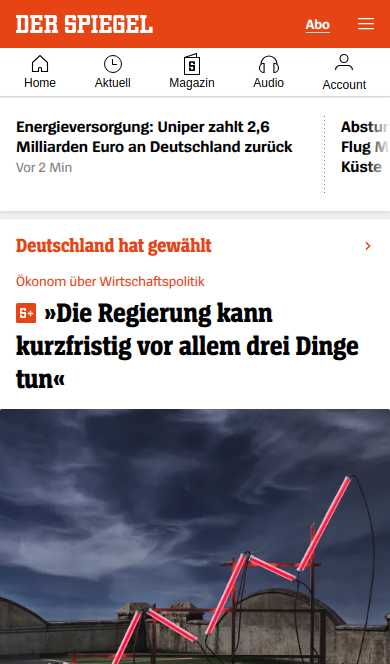 DER SPIEGEL
Abo
Home
Aktuell
Magazin
Audio
Account
Energieversorgung: Uniper zahlt 2,6
Milliarden Euro an Deutschland zurück
Vor 2 Min
Flug M
Küste
Deutschland hat gewählt
Ökonom über Wirtschaftspolitik
S+ »Die Regierung kann
kurzfristig vor allem drei Dinge
tun«